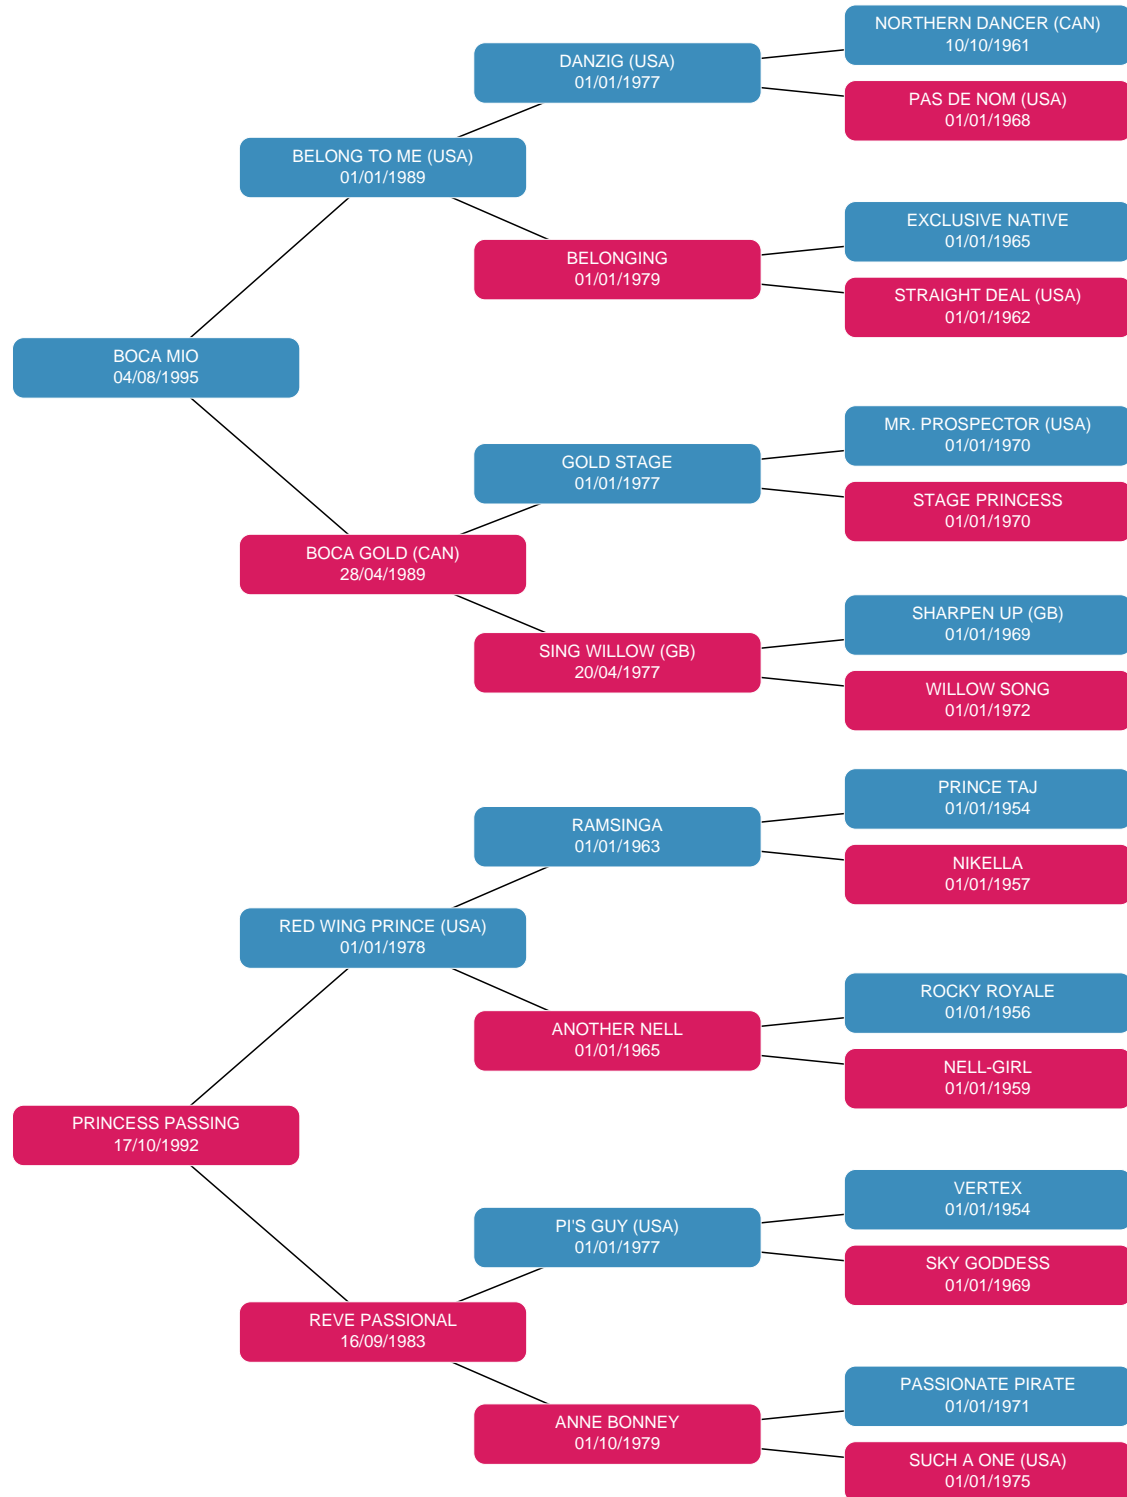 NORTHERN DANCER (CAN)
10/10/1961
DANZIG (USA)
01/01/1977
PAS DE NOM (USA)
01/01/1968
BELONG TO ME (USA)
01/01/1989
EXCLUSIVE NATIVE
01/01/1965
BELONGING
01/01/1979
STRAIGHT DEAL (USA)
01/01/1962
BOCA MIO
04/08/1995
MR. PROSPECTOR (USA)
01/01/1970
GOLD STAGE
01/01/1977
STAGE PRINCESS
01/01/1970
BOCA GOLD (CAN)
28/04/1989
SHARPEN UP (GB)
01/01/1969
SING WILLOW (GB)
20/04/1977
WILLOW SONG
01/01/1972
PRINCE TAJ
01/01/1954
RAMSINGA
01/01/1963
NIKELLA
01/01/1957
RED WING PRINCE (USA)
01/01/1978
ROCKY ROYALE
01/01/1956
ANOTHER NELL
01/01/1965
NELL-GIRL
01/01/1959
PRINCESS PASSING
17/10/1992
VERTEX
01/01/1954
PI'S GUY (USA)
01/01/1977
SKY GODDESS
01/01/1969
REVE PASSIONAL
16/09/1983
PASSIONATE PIRATE
01/01/1971
ANNE BONNEY
01/10/1979
SUCH A ONE (USA)
01/01/1975